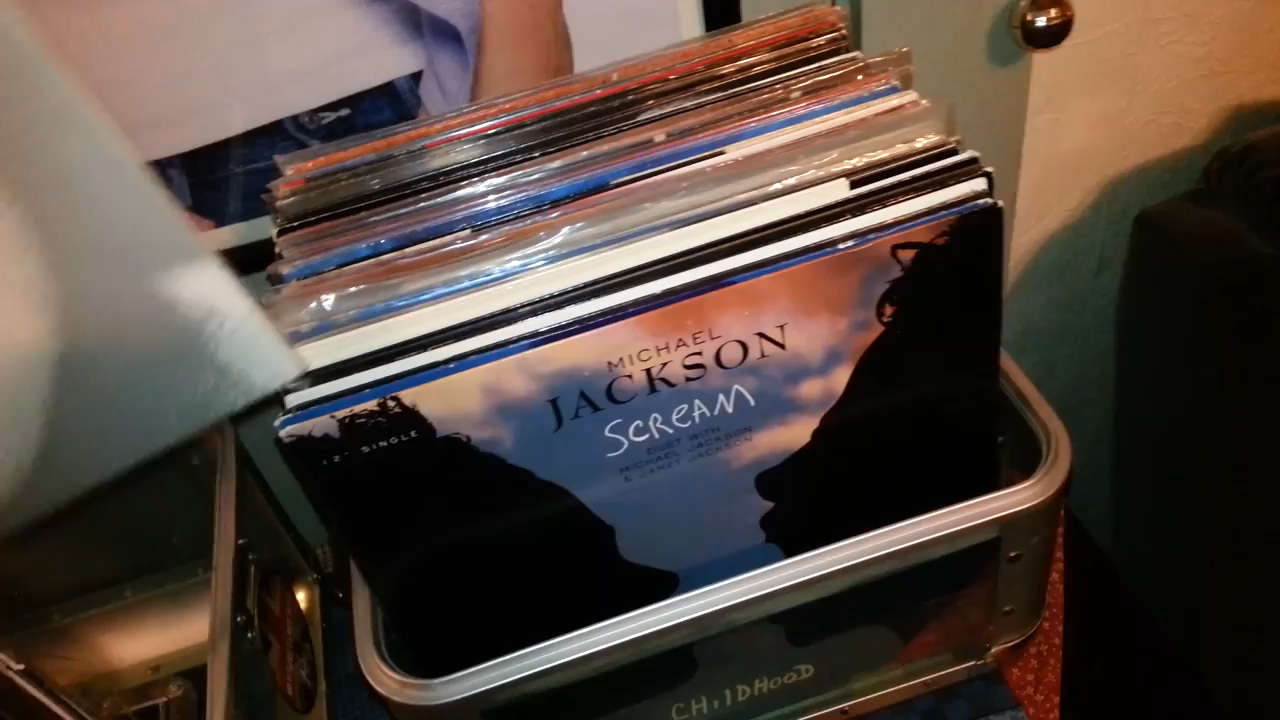 MICHAEL
JACKSON
SCREAM
DUET WITH
MICHAEL JACKSON
& JANET JACKSON
12" SINGLE
CHILDHOOD